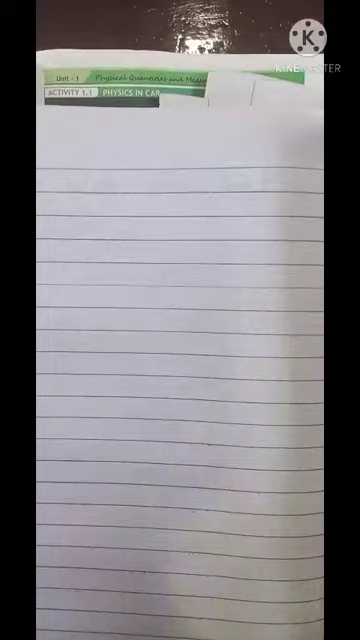 K
KINEMASTER
Unit - 1 Physical Quantities and Meas
ACTIVITY 1.1 PHYSICS IN CAR